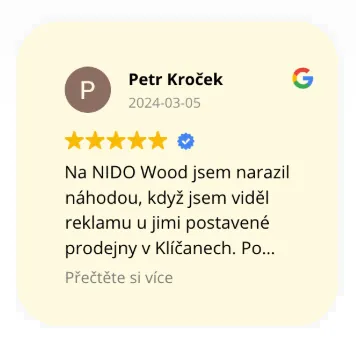 P
Petr Kroček
2024-03-05
Na NIDO Wood jsem narazil
náhodou, když jsem viděl
reklamu u jimi postavené
prodejny v Klíčanech. Po...
Přečtěte si více